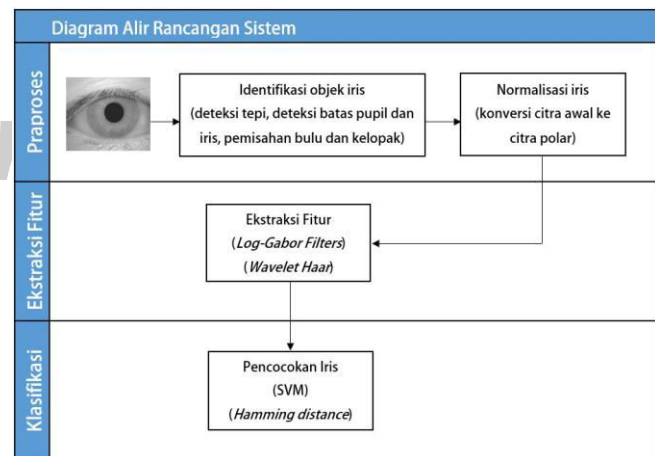 Diagram Alir Rancangan Sistem
Praproses
Identifikasi objek iris
(deteksi tepi, deteksi batas pupil dan
iris, pemisahan bulu dan kelopak)
Normalisasi iris
(konversi citra awal ke
citra polar)
Ekstraksi Fitur
Ekstraksi Fitur
(Log-Gabor Filters)
(Wavelet Haar)
Klasifikasi
Pencocokan Iris
(SVM)
(Hamming distance)